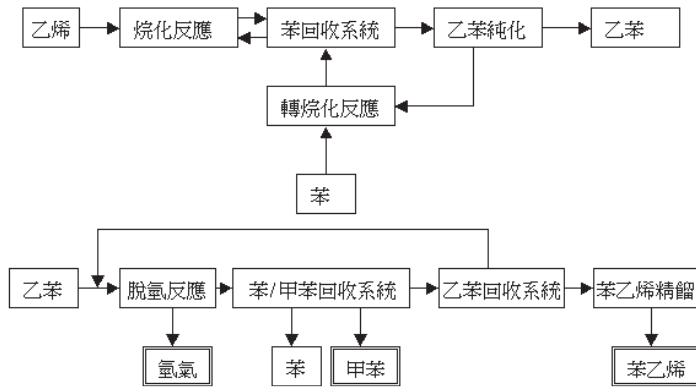 乙烯
烷化反應
苯回收系統
乙苯純化
乙苯
轉烷化反應
苯
乙苯
脫氫反應
苯/甲苯回收系統
乙苯回收系統
苯乙烯精餾
氫氣
苯
甲苯
苯乙烯